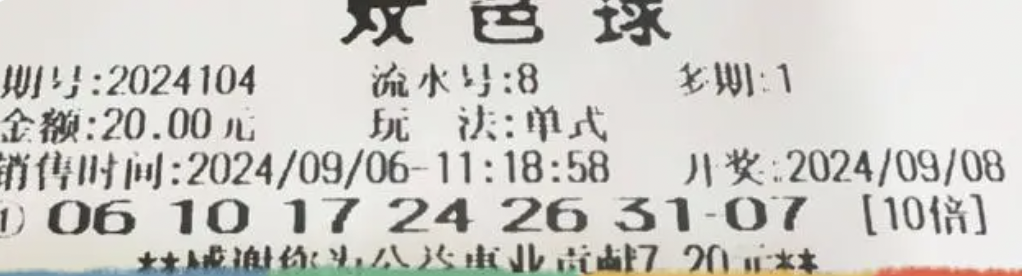 双色球
期号:2024104 流水号:8 多期:1
金额:20.00元 玩 法:单式
销售时间:2024/09/06-11:18:58 开奖:2024/09/08
① 06 10 17 24 26 31-07 [10倍]
**感谢你为公益事业贡献7.20元**